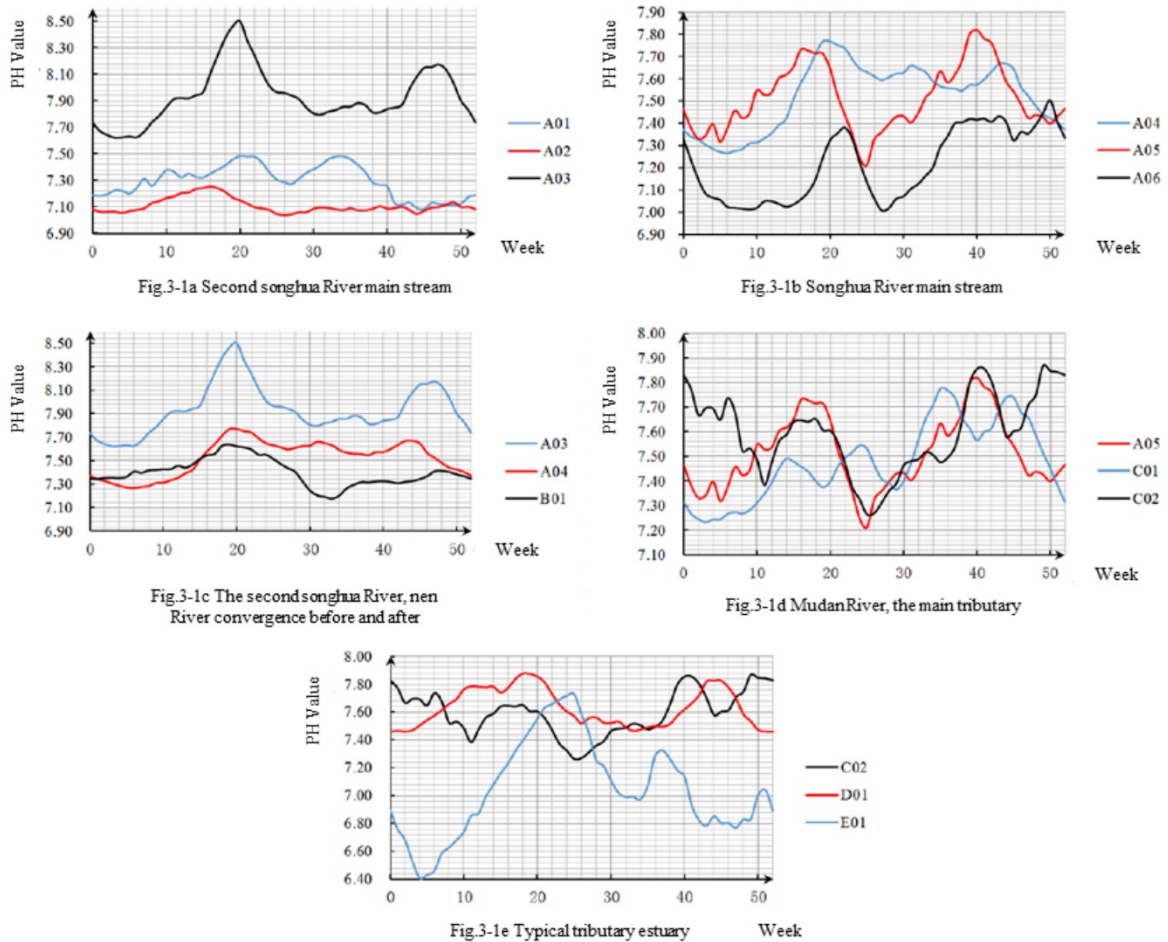 PH Value
8.50
8.30
8.10
7.90
7.70
7.50
7.30
7.10
6.90
0 10 20 30 40 50
Week
A01
A02
A03
Fig.3-1a Second songhua River main stream
PH Value
7.90
7.80
7.70
7.60
7.50
7.40
7.30
7.20
7.10
7.00
6.90
0 10 20 30 40 50
Week
A04
A05
A06
Fig.3-1b Songhua River main stream
PH Value
8.50
8.30
8.10
7.90
7.70
7.50
7.30
7.10
6.90
0 10 20 30 40 50
Week
A03
A04
B01
Fig.3-1c The second songhua River, nen
River convergence before and after
PH Value
8.00
7.90
7.80
7.70
7.60
7.50
7.40
7.30
7.20
7.10
0 10 20 30 40 50
Week
A05
C01
C02
Fig.3-1d Mudan River, the main tributary
PH Value
8.00
7.80
7.60
7.40
7.20
7.00
6.80
6.60
6.40
0 10 20 30 40 50
C02
D01
E01
Fig.3-1e Typical tributary estuary
Week